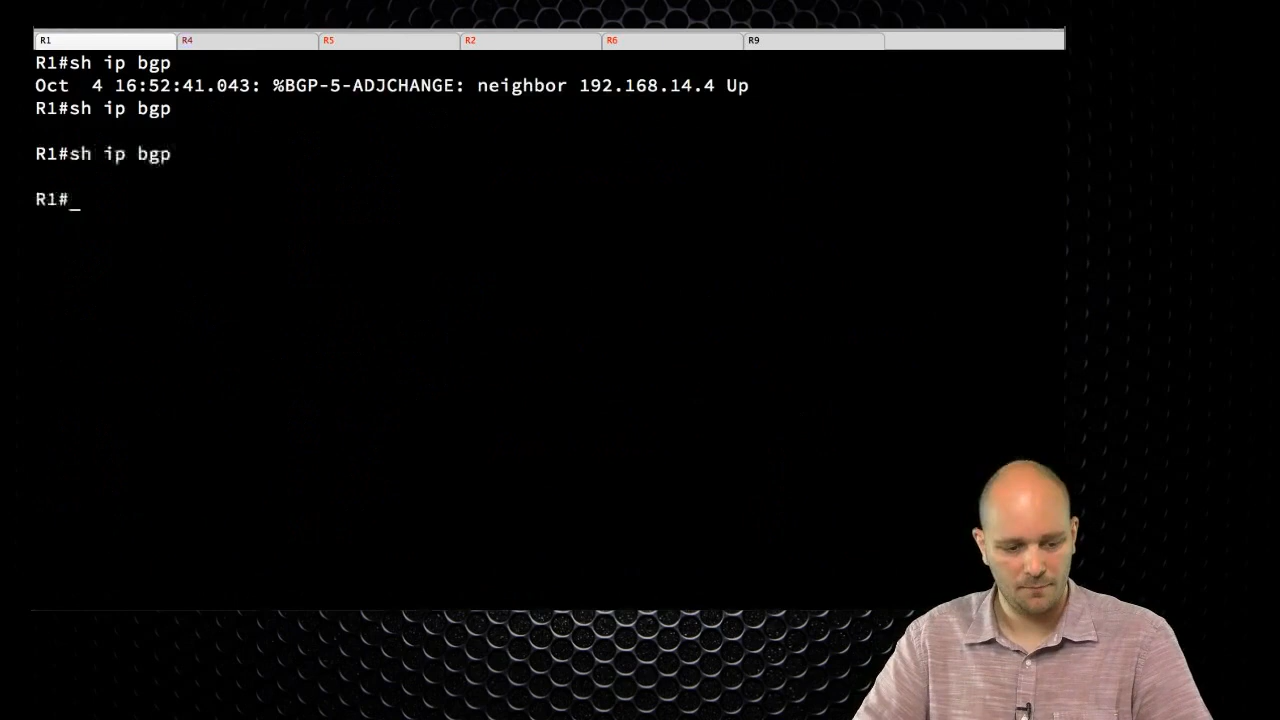 R1
R4
R5
R2
R6
R9
R1#sh ip bgp
Oct  4 16:52:41.043: %BGP-5-ADJCHANGE: neighbor 192.168.14.4 Up
R1#sh ip bgp
R1#sh ip bgp
R1#_